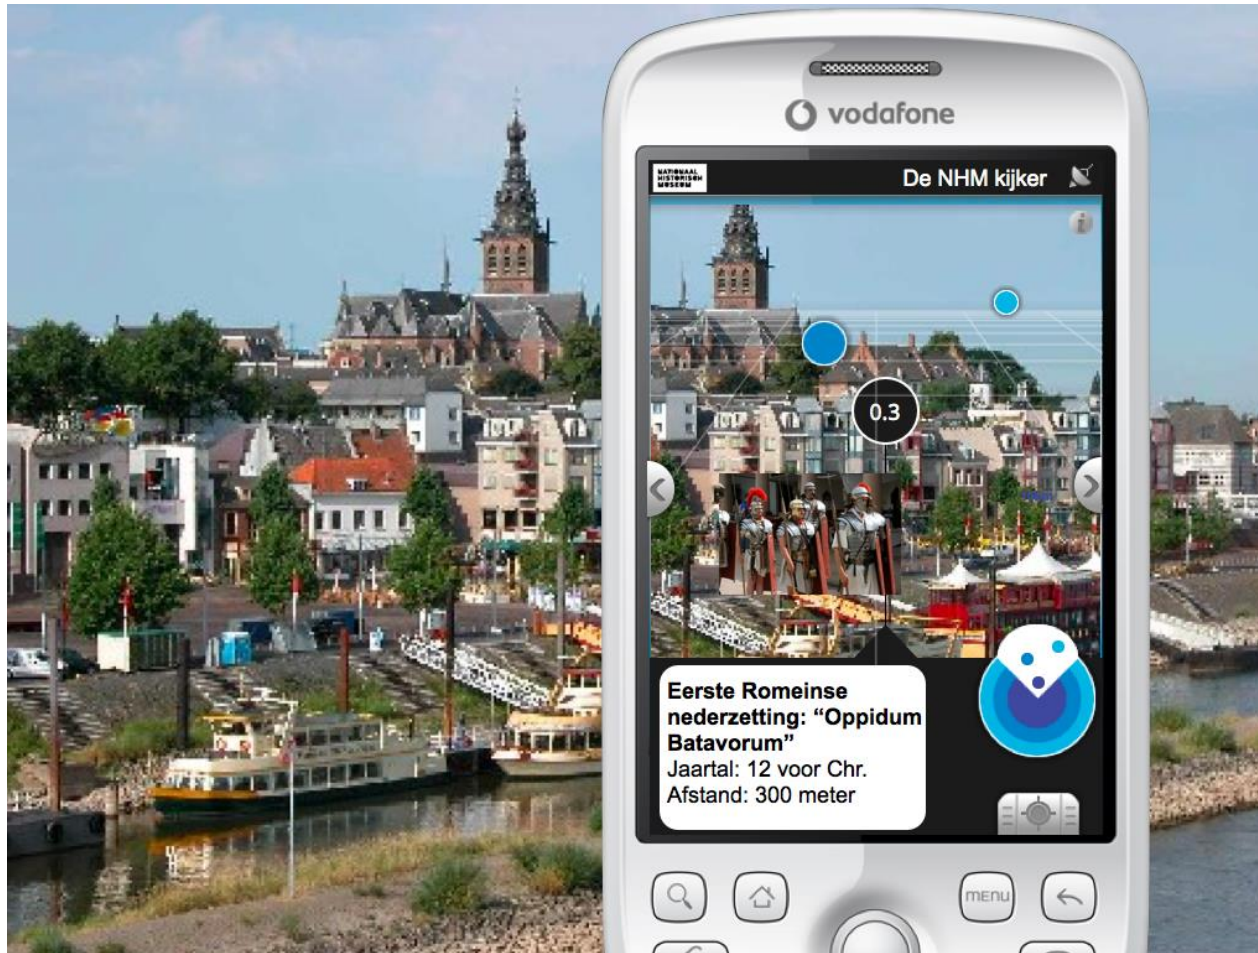 vodafone
NATIONAAL
HISTORISCH
MUSEUM
De NHM kijker
i
0.3
Eerste Romeinse
nederzetting: “Oppidum
Batavorum”
Jaartal: 12 voor Chr.
Afstand: 300 meter
MENU